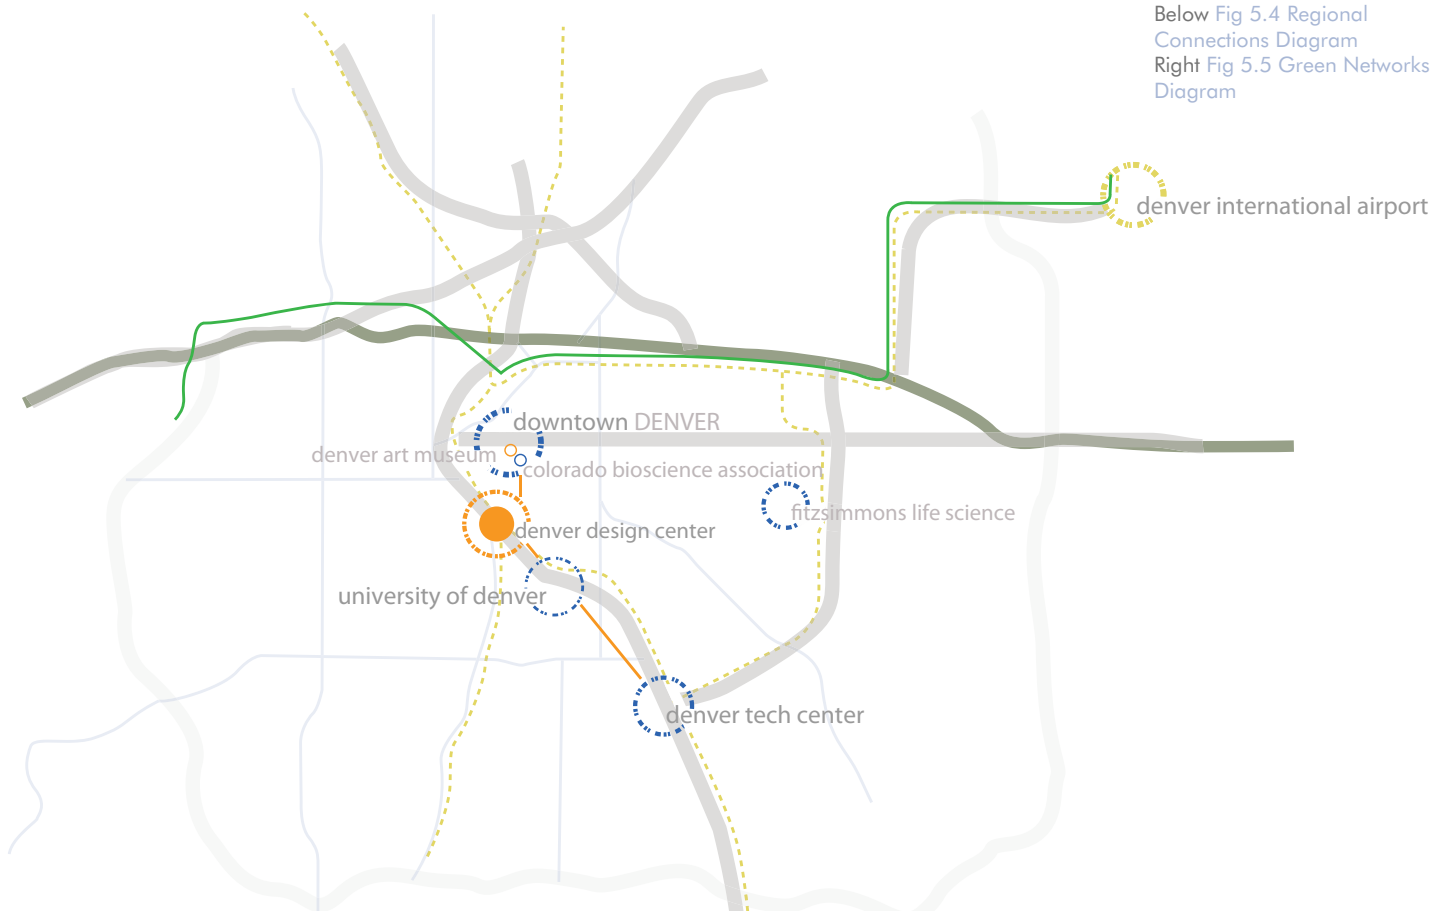 Below Fig 5.4 Regional
Connections Diagram
Right Fig 5.5 Green Networks
Diagram
denver international airport
downtown DENVER
denver art museum
colorado bioscience association
fitzsimmons life science
denver design center
university of denver
denver tech center